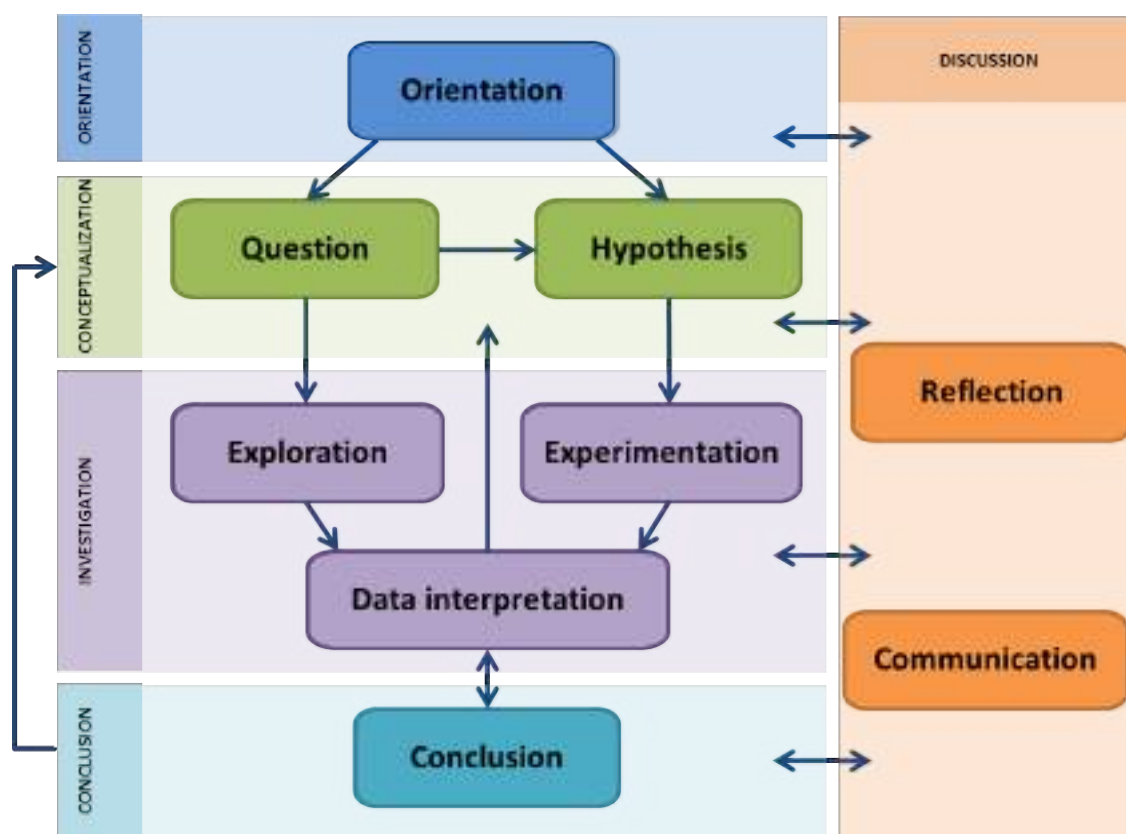 ORIENTATION
Orientation
DISCUSSION
CONCEPTUALIZATION
Question
Hypothesis
Reflection
INVESTIGATION
Exploration
Experimentation
Data interpretation
Communication
CONCLUSION
Conclusion